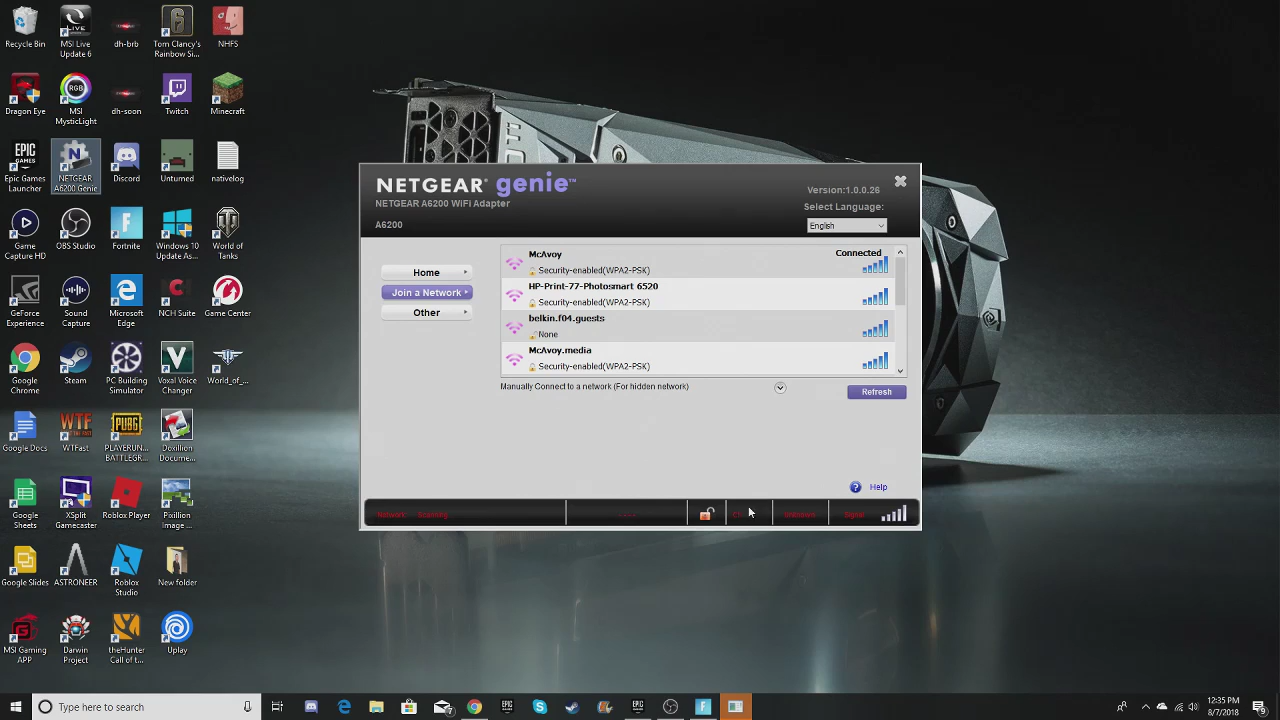 Recycle Bin
MSI Live
Update 6
dh-brb
Tom Clancy's
Rainbow Si...
NHFS
Dragon Eye
MSI
MysticLight
dh-soon
Twitch
Minecraft
Epic Games
Launcher
NETGEAR
A6200 Genie
Discord
Unturned
nativelog
Game
Capture HD
OBS Studio
Fortnite
Windows 10
Update As...
World of
Tanks
GeForce
Experience
Sound
Capture
Microsoft
Edge
NCH Suite
Game Center
Google
Chrome
Steam
PC Building
Simulator
Voxal Voice
Changer
World_of_...
Google Docs
WTFast
PLAYERUN...
BATTLEGR...
Doxillion
Docume...
Google
Sheets
XSplit
Gamecaster
Roblox Player
Pixillion
Image ...
Google Slides
ASTRONEER
Roblox
Studio
New folder
MSI Gaming
APP
Darwin
Project
theHunter
Call of t...
Uplay
NETGEAR® genie™
NETGEAR A6200 WiFi Adapter
A6200
Version:1.0.0.26
Select Language:
English
Home
Join a Network
Other
McAvoy
Security-enabled(WPA2-PSK)
Connected
HP-Print-77-Photosmart 6520
Security-enabled(WPA2-PSK)
belkin.f04.guests
None
McAvoy.media
Security-enabled(WPA2-PSK)
Manually Connect to a network (For hidden network)
Refresh
Help
Network: Scanning
----
Unknown
Signal
Type here to search
12:35 PM
8/7/2018